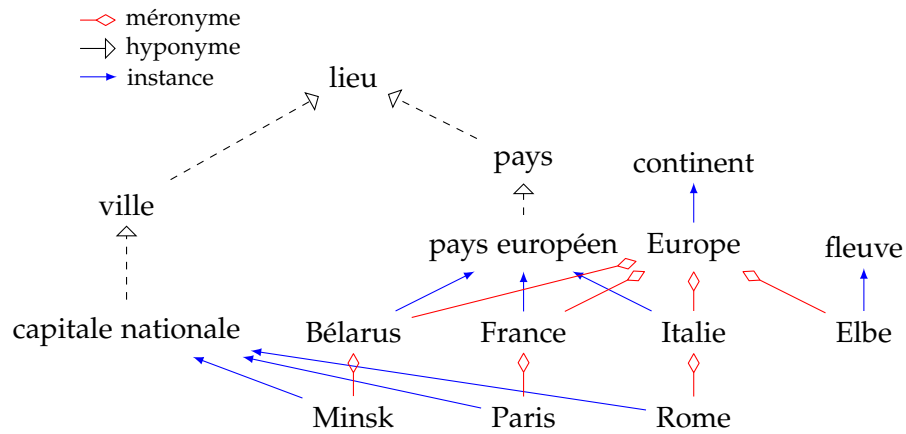 méronyme
hyponyme
instance
lieu
pays
continent
ville
pays européen
Europe
fleuve
capitale nationale
Bélarus
France
Italie
Elbe
Minsk
Paris
Rome